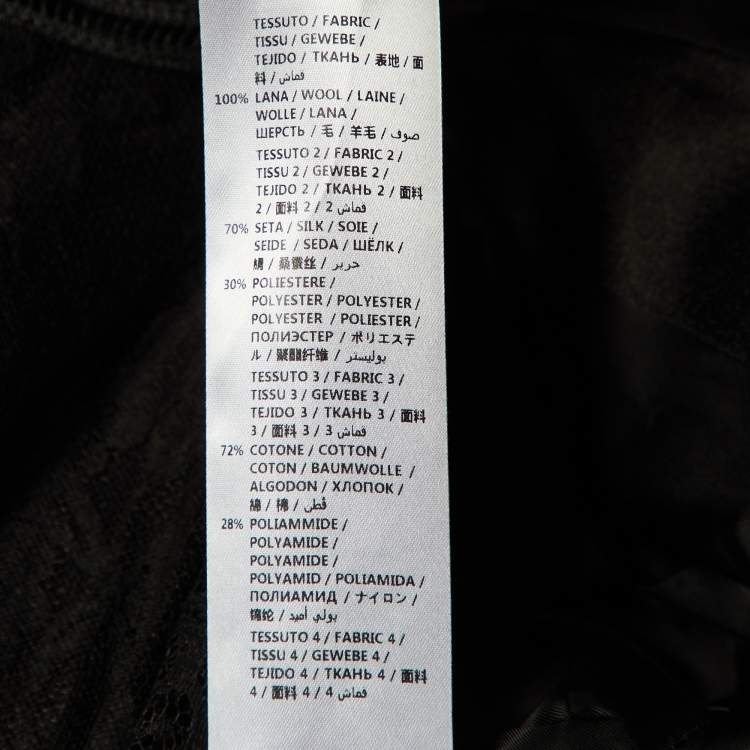 TESSUTO / FABRIC /
TISSU / GEWEBE /
TEJIDO / ТКАНЬ / 表地 / 面
料 / قماش
100% LANA / WOOL / LAINE /
WOLLE / LANA /
ШЕРСТЬ / 毛 / 羊毛 / صوف
TESSUTO 2 / FABRIC 2 /
TISSU 2 / GEWEBE 2 /
TEJIDO 2 / ТКАНЬ 2 / 面料
2 / 面料 2 / 2 قماش
70% SETA / SILK / SOIE /
SEIDE / SEDA / ШЁЛК /
/ 桑蚕丝 / حرير
30% POLIESTERE /
POLYESTER / POLYESTER /
POLYESTER / POLIESTER /
ПОЛИЭСТЕР / ポリエステ
ル / 聚酯纤维 / بوليستر
TESSUTO 3 / FABRIC 3 /
TISSU 3 / GEWEBE 3 /
TEJIDO 3 / ТКАНЬ 3 / 面料
3 / 面料 3 / 3 قماش
72% COTONE / COTTON /
COTON / BAUMWOLLE /
ALGODON / ХЛОПОК /
綿 / 棉 / قطن
28% POLIAMMIDE /
POLYAMIDE /
POLYAMIDE /
POLYAMID / POLIAMIDA /
ПОЛИАМИД / ナイロン /
锦纶 / بولي أميد
TESSUTO 4 / FABRIC 4 /
TISSU 4 / GEWEBE 4 /
TEJIDO 4 / ТКАНЬ 4 / 面料
4 / 面料 4 / 4 قماش